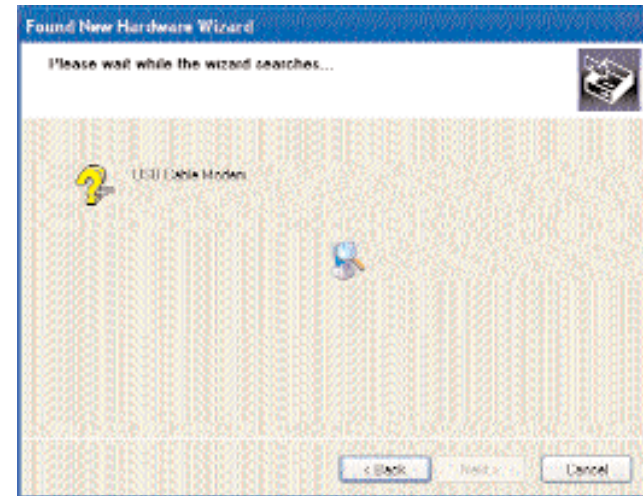 Found New Hardware Wizard
Please wait while the wizard searches...
USB Cable Modem
< Back
Next >
Cancel